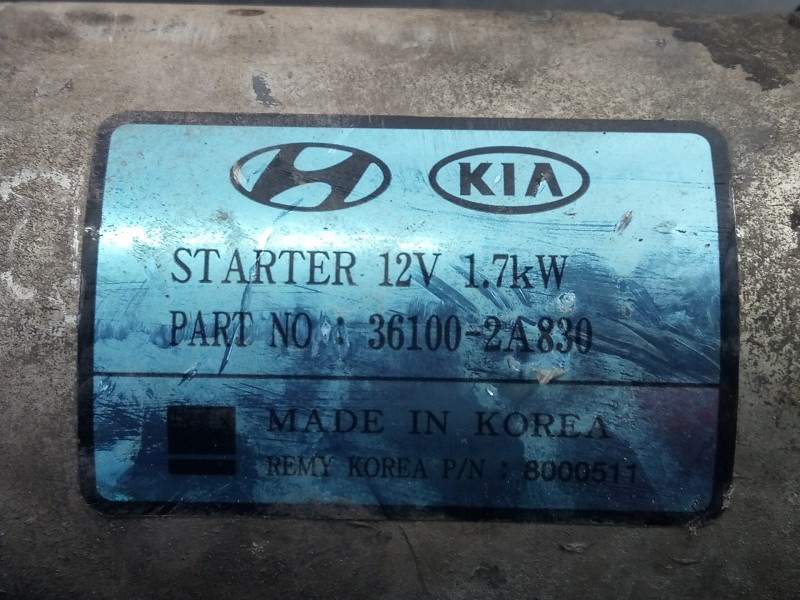 KIA
STARTER 12V 1.7kW
PART NO : 36100-2A830
MADE IN KOREA
REMY KOREA P/N : 8000511